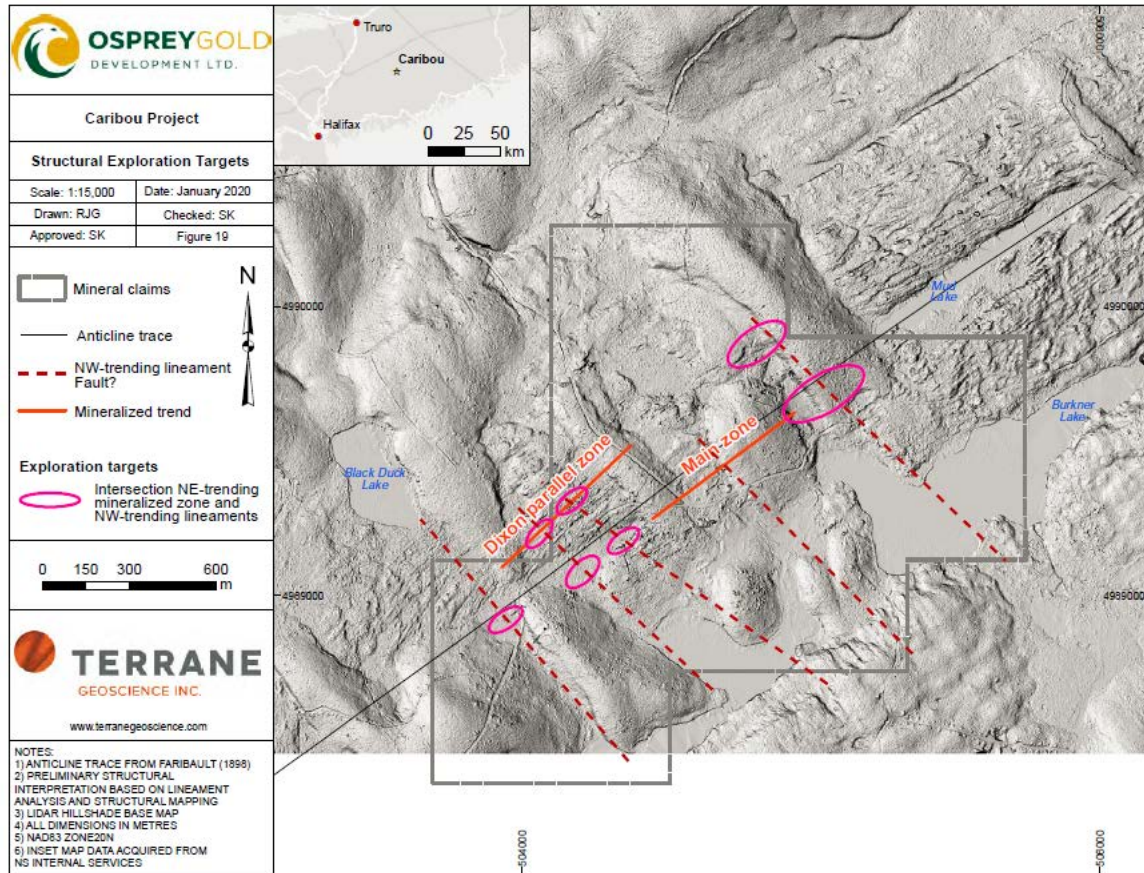 OSPREYGOLD
DEVELOPMENT LTD.
Caribou Project
Structural Exploration Targets
Scale: 1:15,000
Date: January 2020
Drawn: RJG
Checked: SK
Approved: SK
Figure 19
Mineral claims
N
Anticline trace
NW-trending lineament
Fault?
Mineralized trend
Exploration targets
Intersection NE-trending
mineralized zone and
NW-trending lineaments
0 150 300 600
m
TERRANE
GEOSCIENCE INC.
www.terranegeoscience.com
NOTES:
1) ANTICLINE TRACE FROM FARIBAULT (1898)
2) PRELIMINARY STRUCTURAL
INTERPRETATION BASED ON LINEAMENT
ANALYSIS AND STRUCTURAL MAPPING
3) LIDAR HILLSHADE BASE MAP
4) ALL DIMENSIONS IN METRES
5) NAD83 ZONE20N
6) INSET MAP DATA ACQUIRED FROM
NS INTERNAL SERVICES
Truro
Caribou
Halifax
0 25 50
km
506000
4990000
4990000
Mud
Lake
Burkner
Lake
Black Duck
Lake
Dixon parallel zone
Main zone
4989000
4989000
504000
506000